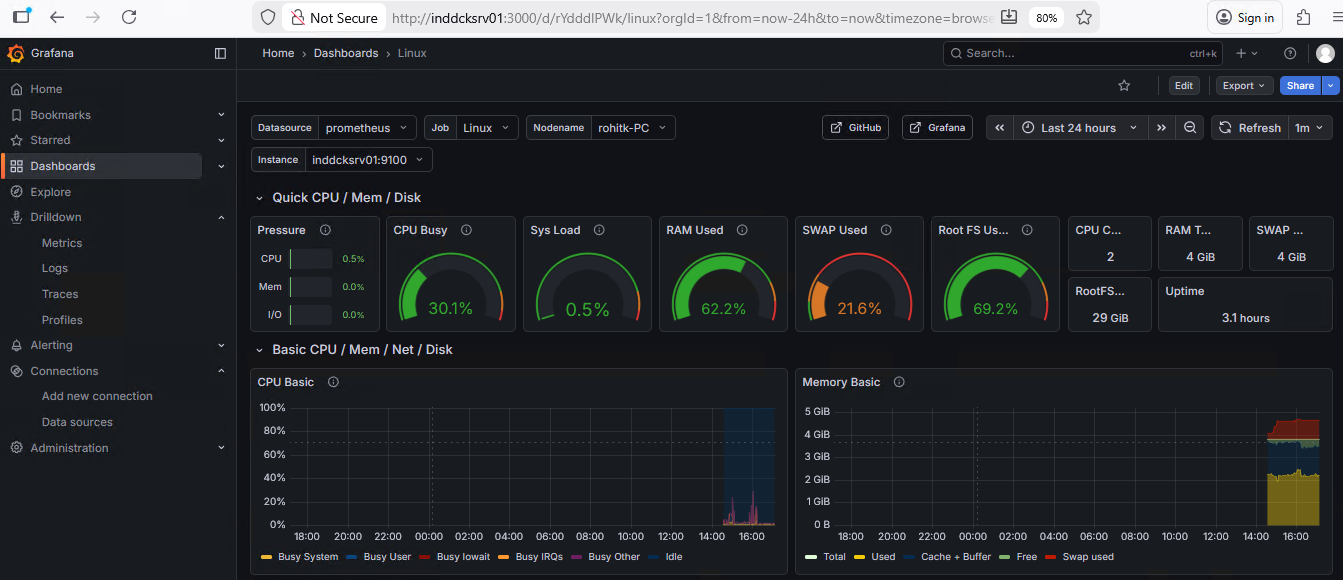 Not Secure http://inddcksrv01:3000/d/rYdddlPWk/linux?orgId=1&from=now-24h&to=now&timezone=browse 80% Sign in
Grafana Home › Dashboards › Linux Search... ctrl+k
Edit Export Share
Home
Bookmarks
Starred
Dashboards
Explore
Drilldown
Metrics
Logs
Traces
Profiles
Alerting
Connections
Add new connection
Data sources
Administration
Datasource prometheus Job Linux Nodename rohitk-PC GitHub Grafana Last 24 hours Refresh 1m
Instance inddcksrv01:9100
Quick CPU / Mem / Disk
Pressure
CPU 0.5%
Mem 0.0%
I/O 0.0%
CPU Busy
30.1%
Sys Load
0.5%
RAM Used
62.2%
SWAP Used
21.6%
Root FS Us...
69.2%
CPU C...
2
RAM T...
4 GiB
SWAP ...
4 GiB
RootFS...
29 GiB
Uptime
3.1 hours
Basic CPU / Mem / Net / Disk
CPU Basic
100%
80%
60%
40%
20%
0%
18:00 20:00 22:00 00:00 02:00 04:00 06:00 08:00 10:00 12:00 14:00 16:00
Busy System Busy User Busy Iowait Busy IRQs Busy Other Idle
Memory Basic
5 GiB
4 GiB
3 GiB
2 GiB
1 GiB
0 B
18:00 20:00 22:00 00:00 02:00 04:00 06:00 08:00 10:00 12:00 14:00 16:00
Total Used Cache + Buffer Free Swap used